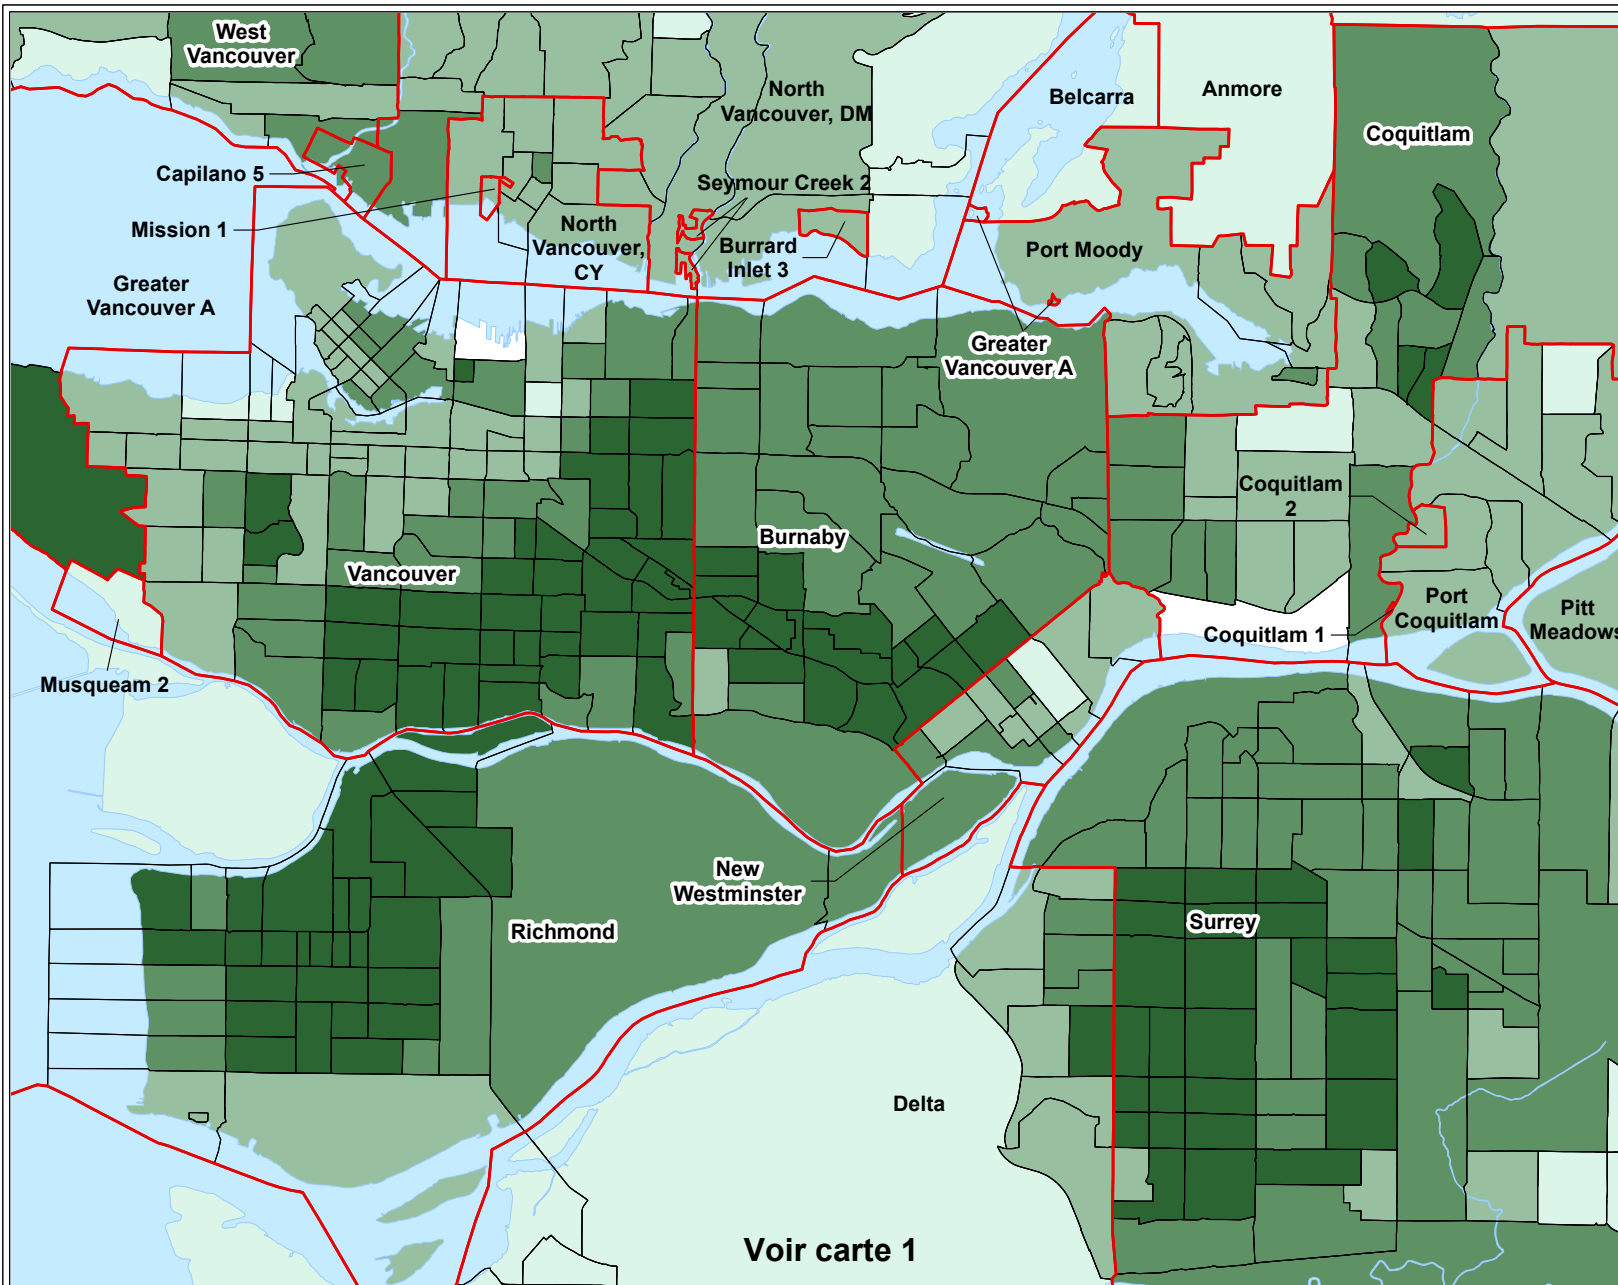 West
Vancouver
North
Vancouver, DM
Belcarra
Anmore
Coquitlam
Capilano 5
Seymour Creek 2
Mission 1
North
Vancouver,
CY
Burrard
Inlet 3
Port Moody
Greater
Vancouver A
Greater
Vancouver A
Coquitlam
2
Burnaby
Vancouver
Port
Coquitlam
Pitt
Meadows
Coquitlam 1
Musqueam 2
New
Westminster
Richmond
Surrey
Delta
Voir carte 1